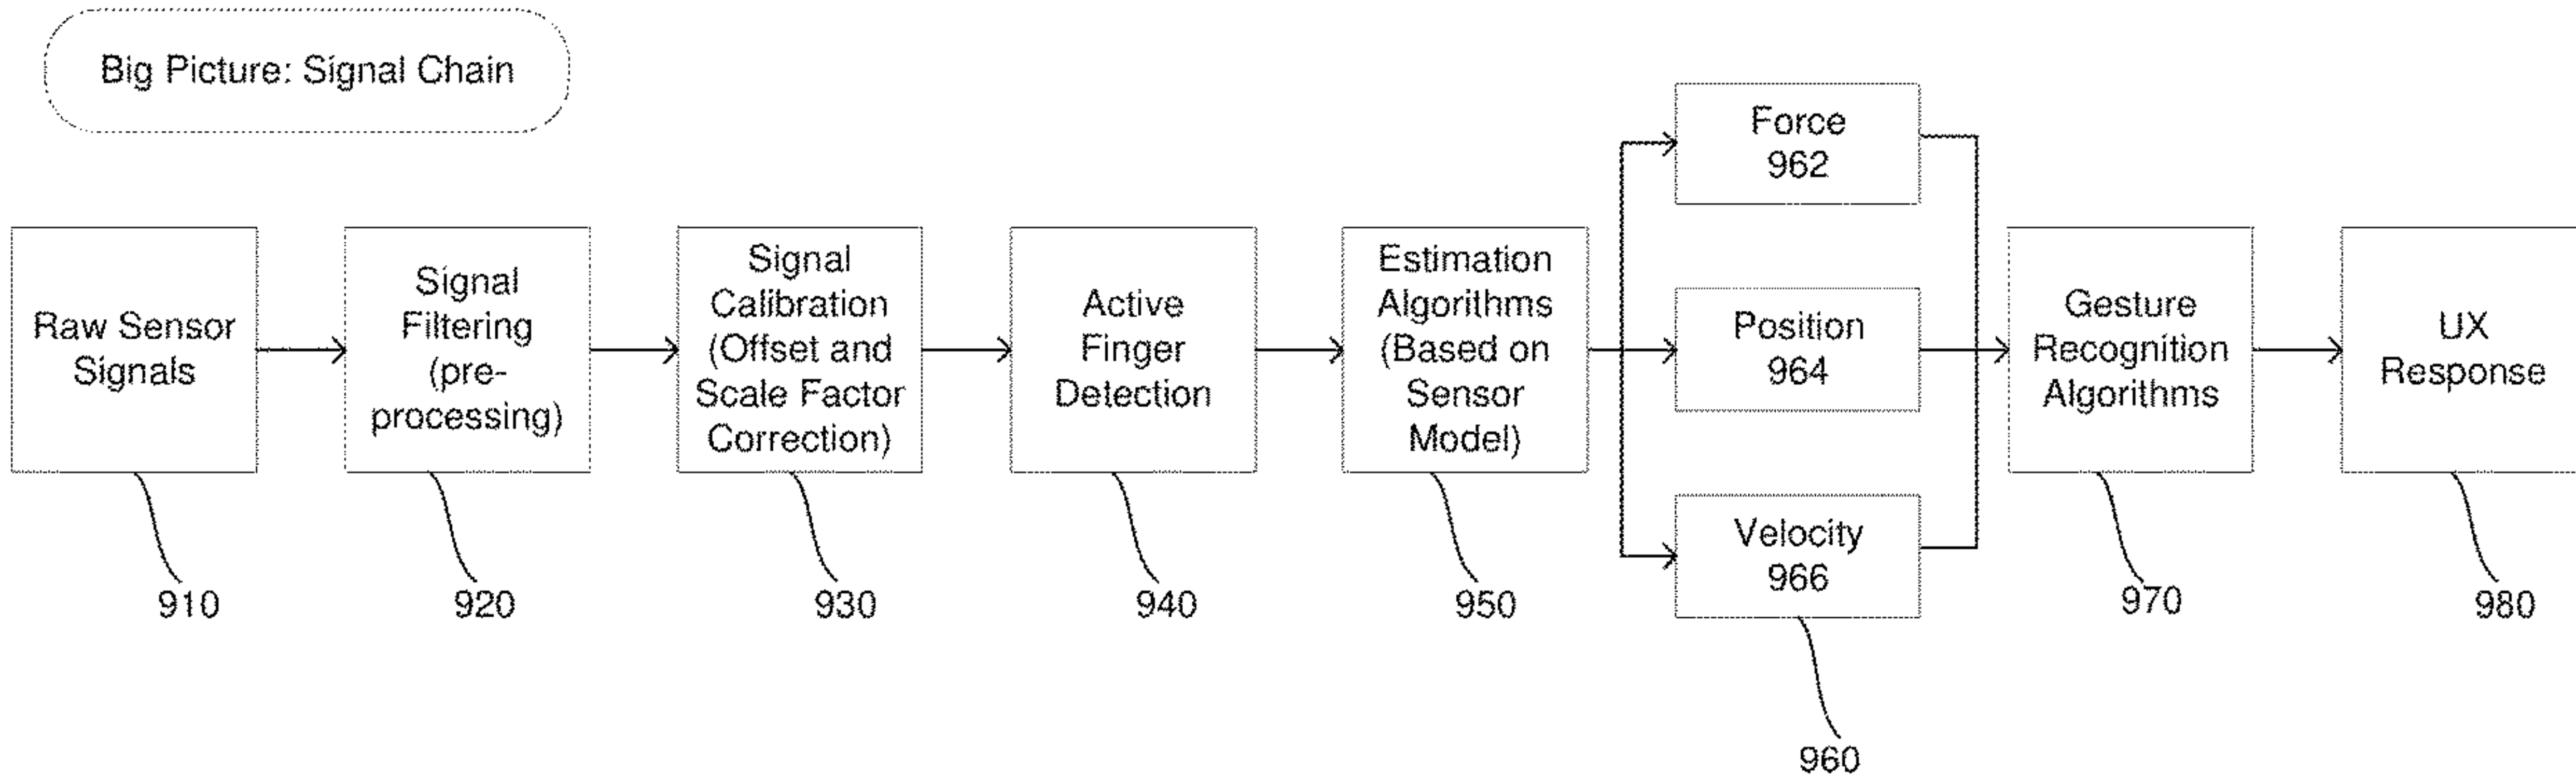 Big Picture: Signal Chain
Raw Sensor
Signals
910
Signal
Filtering
(pre-
processing)
920
Signal
Calibration
(Offset and
Scale Factor
Correction)
930
Active
Finger
Detection
940
Estimation
Algorithms
(Based on
Sensor
Model)
950
Force
962
Position
964
Velocity
966
960
Gesture
Recognition
Algorithms
970
UX
Response
980